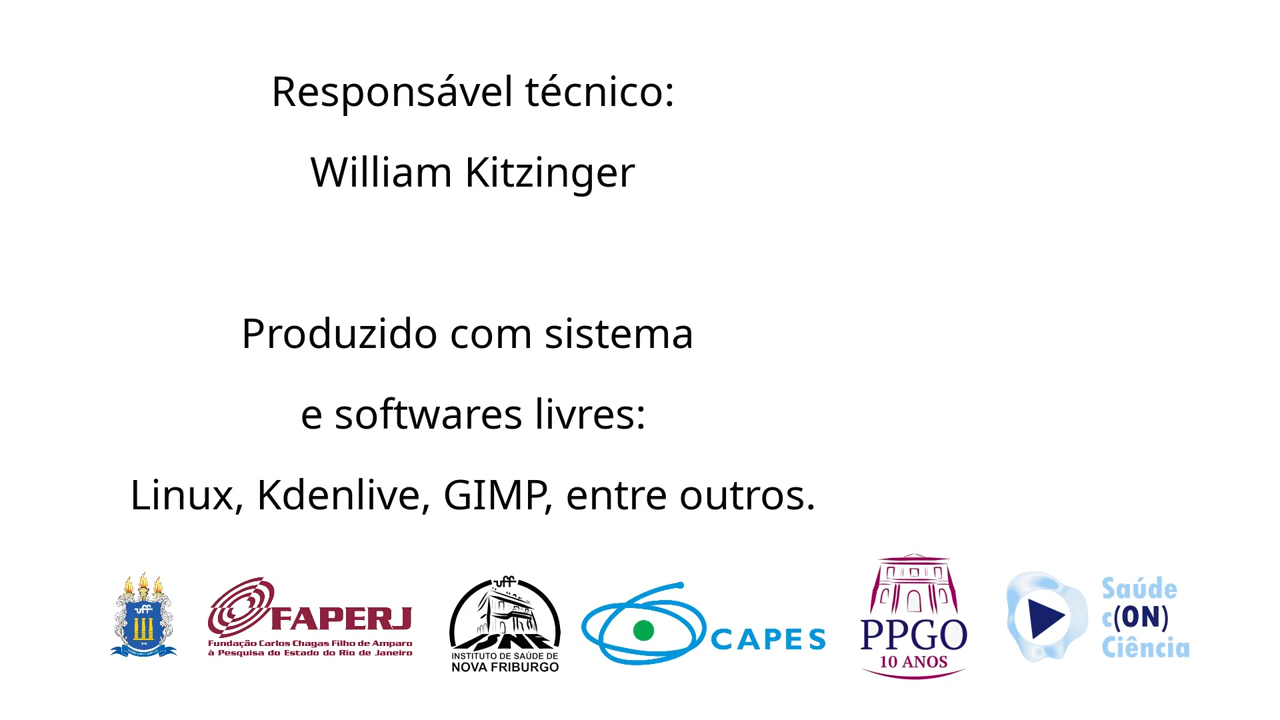 Responsável técnico:
William Kitzinger
Produzido com sistema
e softwares livres:
Linux, Kdenlive, GIMP, entre outros.
uff
FAPERJ
Fundação Carlos Chagas Filho de Amparo
à Pesquisa do Estado do Rio de Janeiro
uff
ISNF
INSTITUTO DE SAÚDE DE
NOVA FRIBURGO
CAPES
PPGO
10 ANOS
Saúde
c(ON)
Ciência